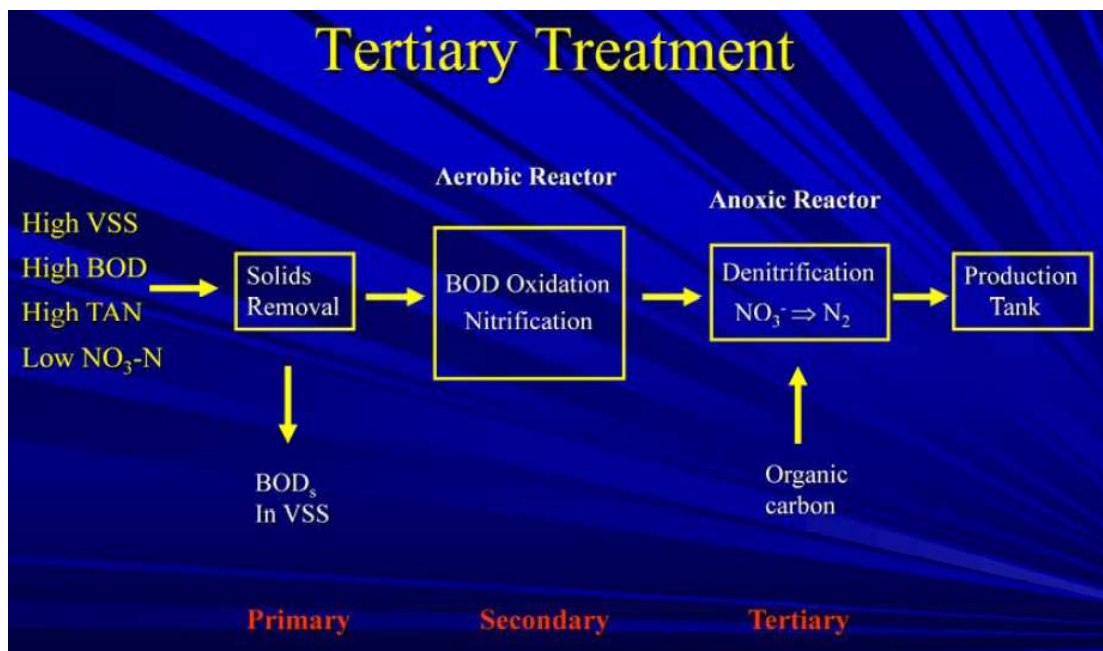 Tertiary Treatment
Aerobic Reactor
Anoxic Reactor
High VSS
High BOD
High TAN
Low NO₃-N
Solids
Removal
BOD Oxidation
Nitrification
Denitrification
NO₃⁻ ⇒ N₂
Production
Tank
BODₛ
In VSS
Organic
carbon
Primary
Secondary
Tertiary